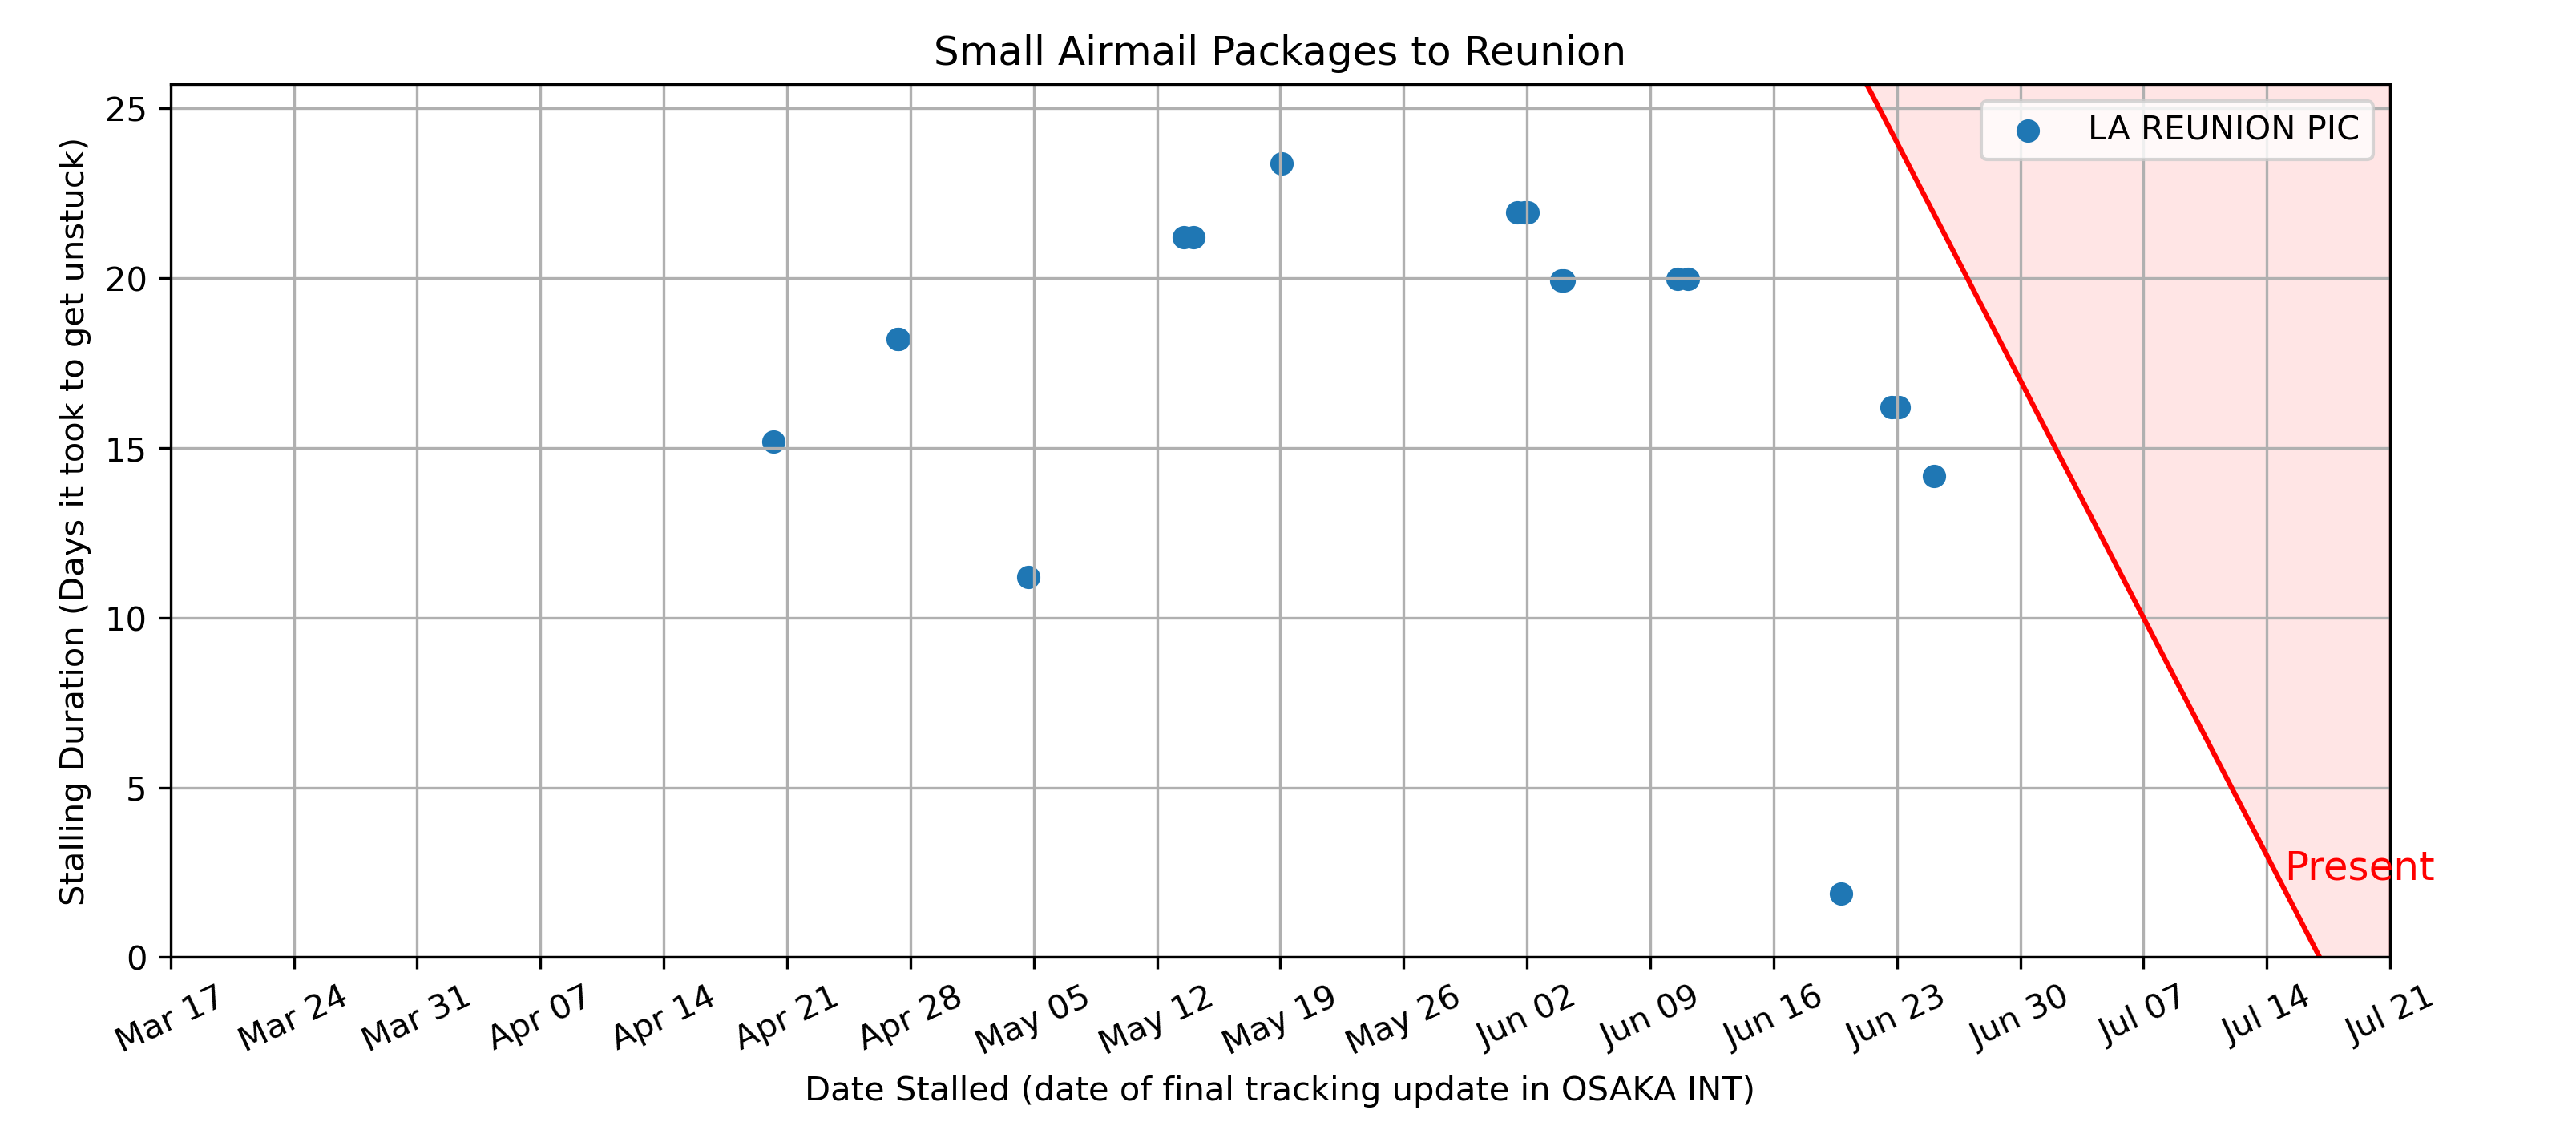 Small Airmail Packages to Reunion
LA REUNION PIC
Stalling Duration (Days it took to get unstuck)
25
20
15
10
5
0
Present
Mar 17
Mar 24
Mar 31
Apr 07
Apr 14
Apr 21
Apr 28
May 05
May 12
May 19
May 26
Jun 02
Jun 09
Jun 16
Jun 23
Jun 30
Jul 07
Jul 14
Jul 21
Date Stalled (date of final tracking update in OSAKA INT)